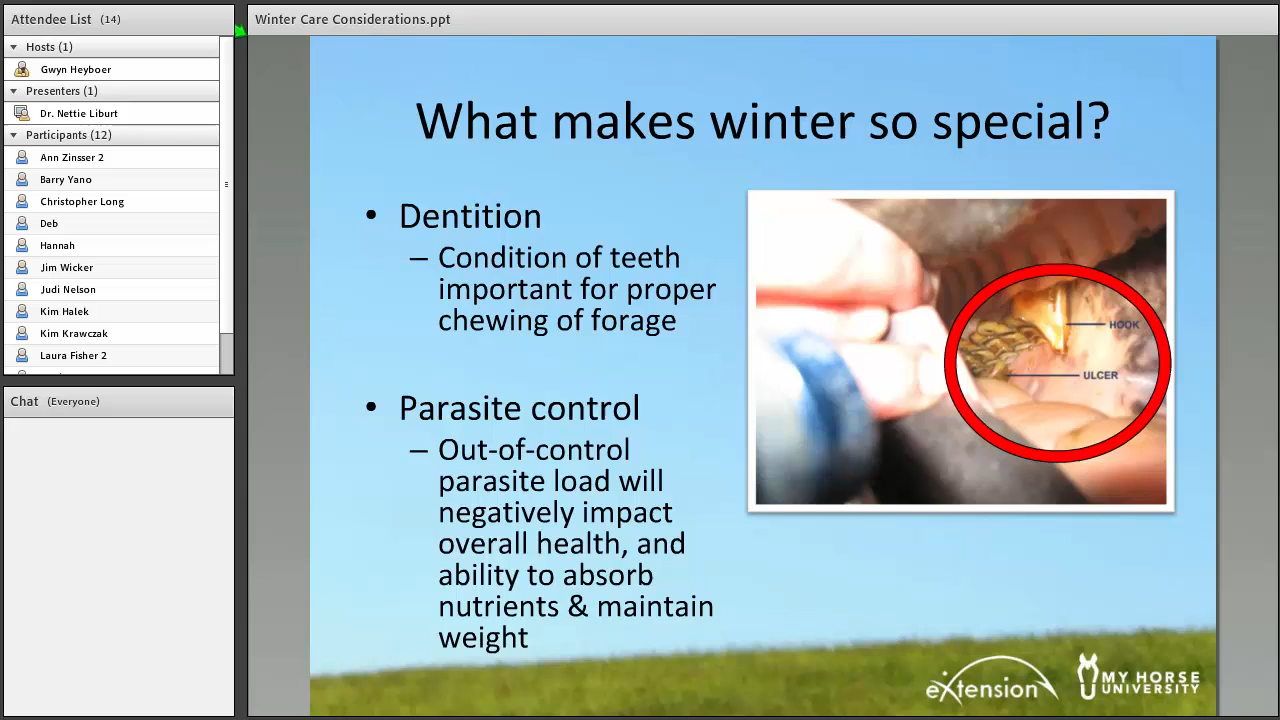 Attendee List (14)
Hosts (1)
Gwyn Heyboer
Presenters (1)
Dr. Nettie Liburt
Participants (12)
Ann Zinsser 2
Barry Yano
Christopher Long
Deb
Hannah
Jim Wicker
Judi Nelson
Kim Halek
Kim Krawczak
Laura Fisher 2
Chat (Everyone)
Winter Care Considerations.ppt
What makes winter so special?
• Dentition
– Condition of teeth
important for proper
chewing of forage
• Parasite control
– Out-of-control
parasite load will
negatively impact
overall health, and
ability to absorb
nutrients & maintain
weight
HOOK
ULCER
eXtension
MY HORSE
UNIVERSITY